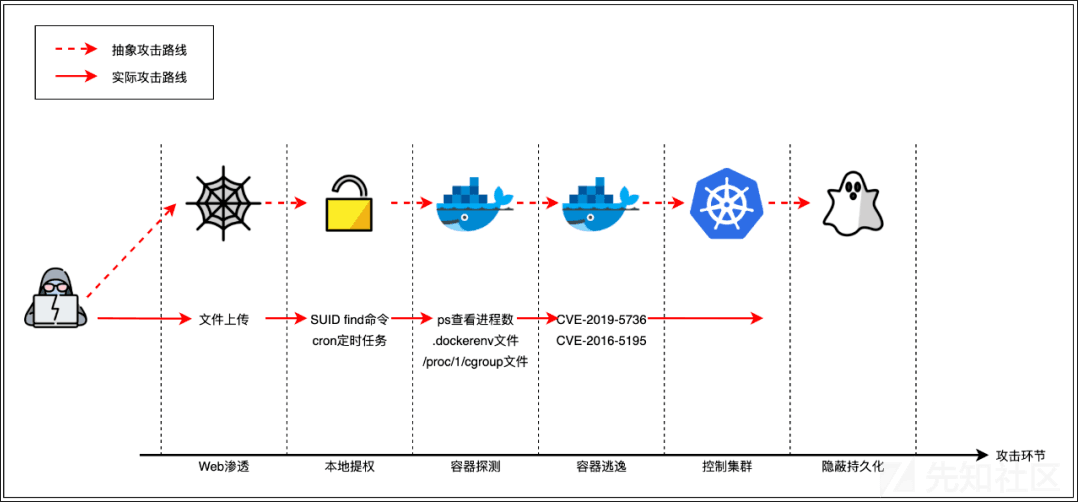 抽象攻击路线
实际攻击路线
文件上传
SUID find命令
cron定时任务
ps查看进程数
.dockerenv文件
/proc/1/cgroup文件
CVE-2019-5736
CVE-2016-5195
Web渗透
本地提权
容器探测
容器逃逸
控制集群
隐蔽持久化
攻击环节
先知社区